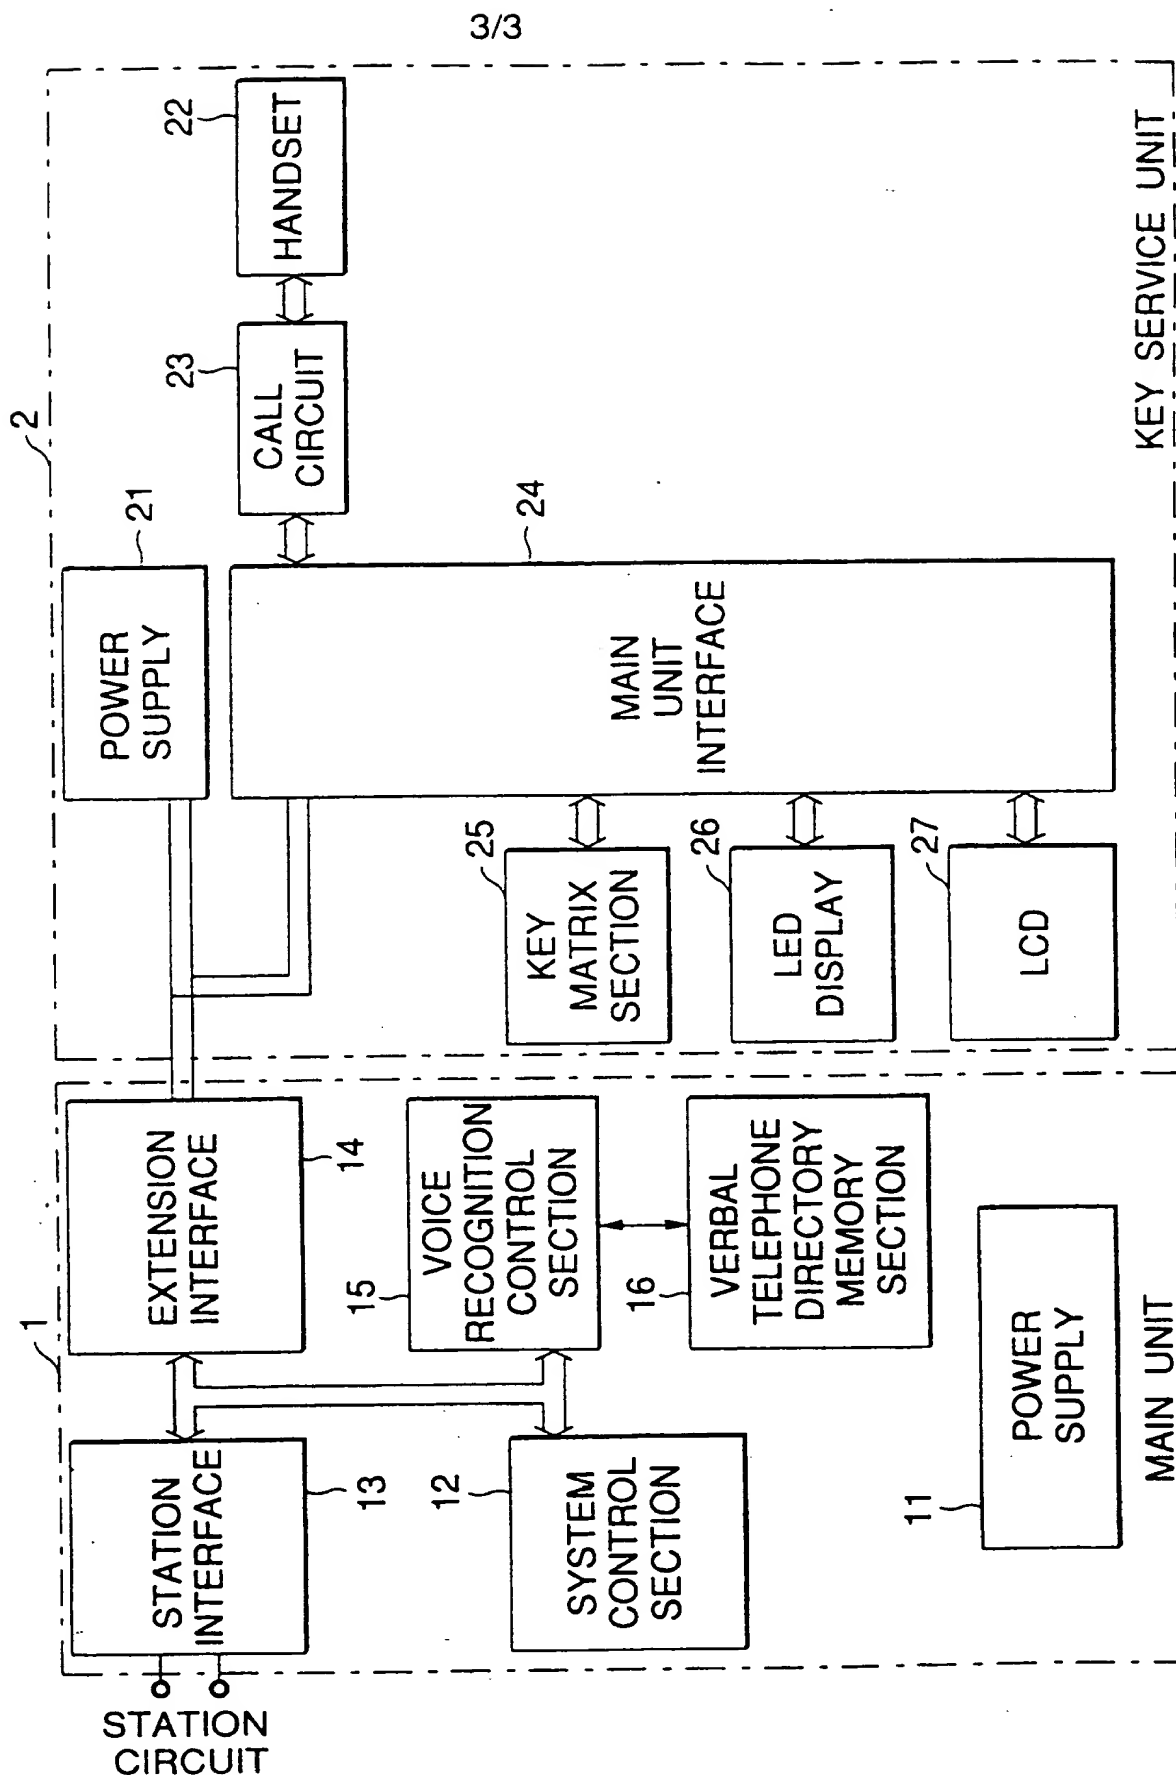 3/3
1
STATION
CIRCUIT
STATION
INTERFACE
13
EXTENSION
INTERFACE
14
SYSTEM
CONTROL
SECTION
12
VOICE
RECOGNITION
CONTROL
SECTION
15
VERBAL
TELEPHONE
DIRECTORY
MEMORY
SECTION
16
POWER
SUPPLY
11
MAIN UNIT
2
POWER
SUPPLY
21
HANDSET
22
CALL
CIRCUIT
23
MAIN
UNIT
INTERFACE
24
KEY
MATRIX
SECTION
25
LED
DISPLAY
26
LCD
27
KEY SERVICE UNIT